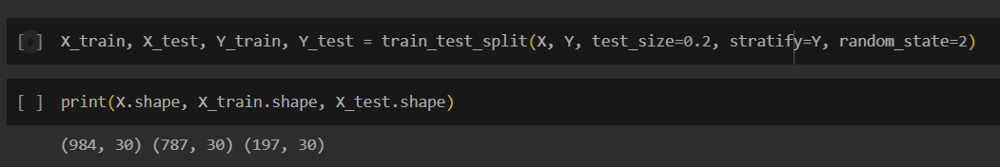 [ ] X_train, X_test, Y_train, Y_test = train_test_split(X, Y, test_size=0.2, stratify=Y, random_state=2)
[ ] print(X.shape, X_train.shape, X_test.shape)
(984, 30) (787, 30) (197, 30)